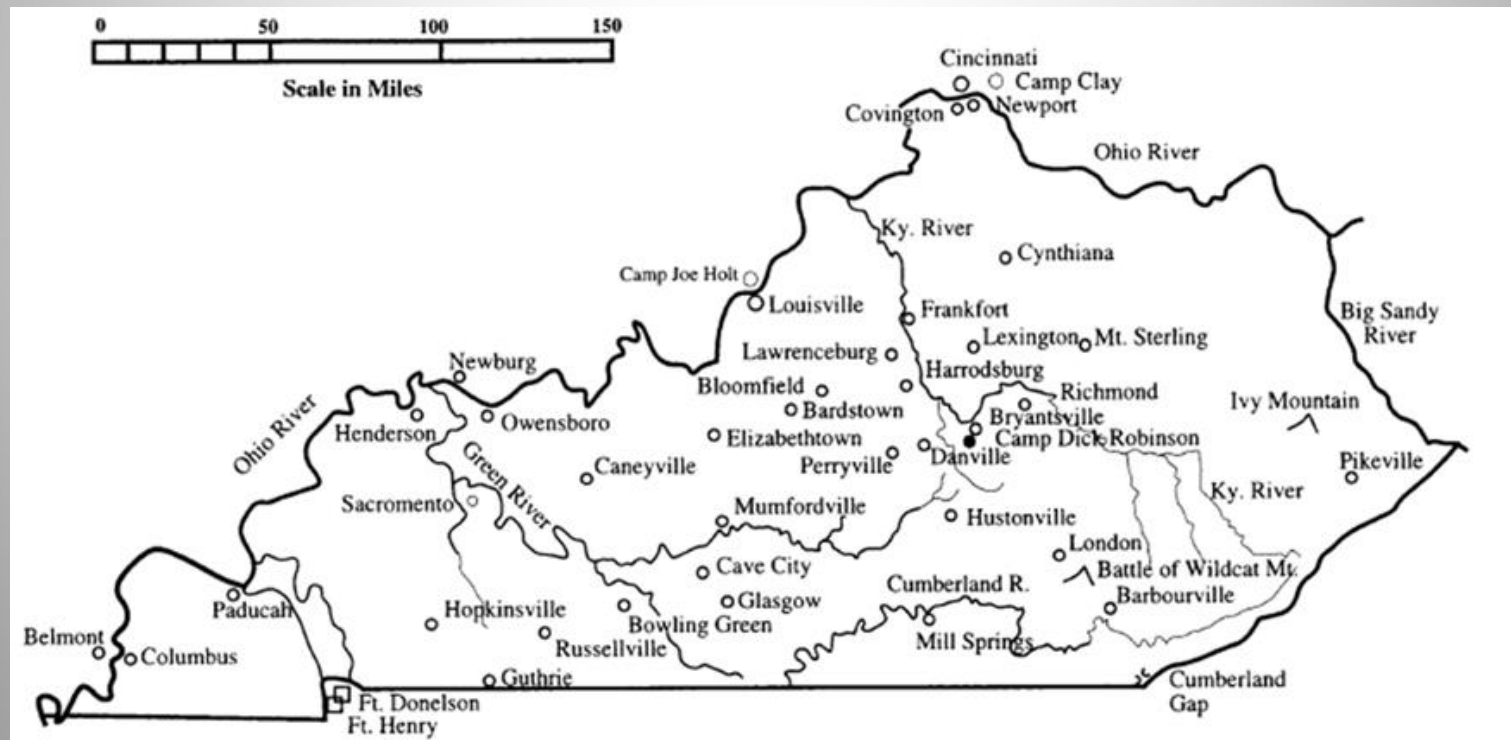 0 50 100 150
Scale in Miles
Cincinnati
Camp Clay
Covington
Newport
Ohio River
Ky. River
Cynthiana
Camp Joe Holt
Louisville
Frankfort
Big Sandy
River
Lexington
Mt. Sterling
Lawrenceburg
Newburg
Harrodsburg
Bloomfield
Richmond
Ivy Mountain
Bardstown
Bryantsville
Ohio River
Henderson
Owensboro
Elizabethtown
Camp Dick Robinson
Danville
Perryville
Pikeville
Green River
Caneyville
Ky. River
Sacromento
Mumfordville
Hustonville
London
Cave City
Battle of Wildcat Mt.
Cumberland R.
Barbourville
Paducah
Hopkinsville
Glasgow
Bowling Green
Mill Springs
Belmont
Columbus
Russellville
Guthrie
Cumberland
Gap
Ft. Donelson
Ft. Henry